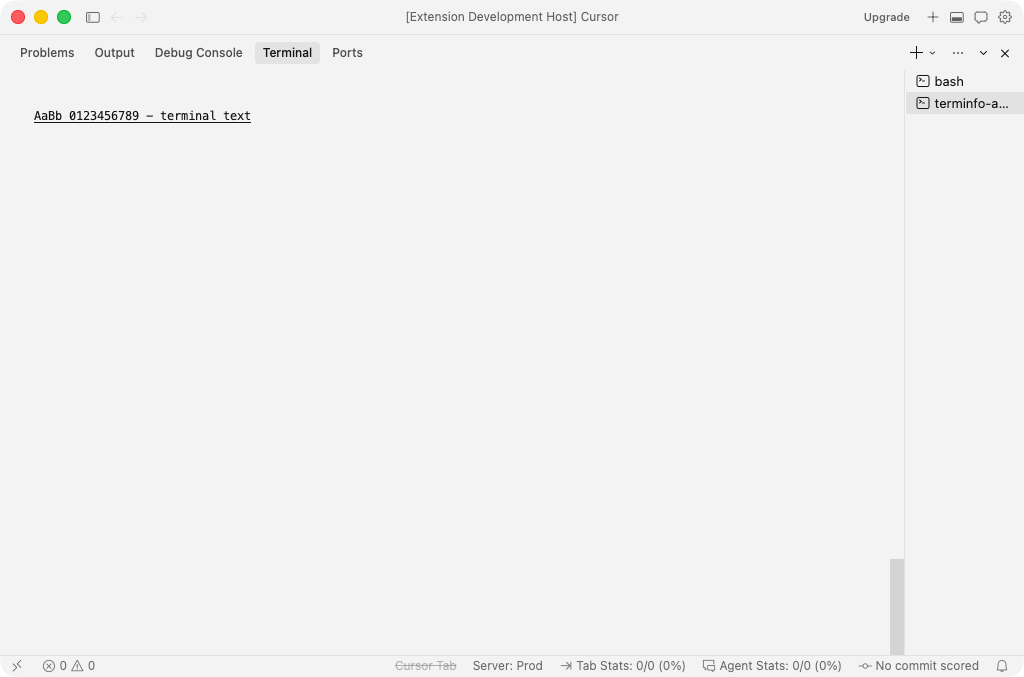 [Extension Development Host] Cursor
Upgrade
Problems Output Debug Console Terminal Ports
bash
AaBb 0123456789 — terminal text
terminfo-a...
0 0 Cursor Tab Server: Prod Tab Stats: 0/0 (0%) Agent Stats: 0/0 (0%) No commit scored